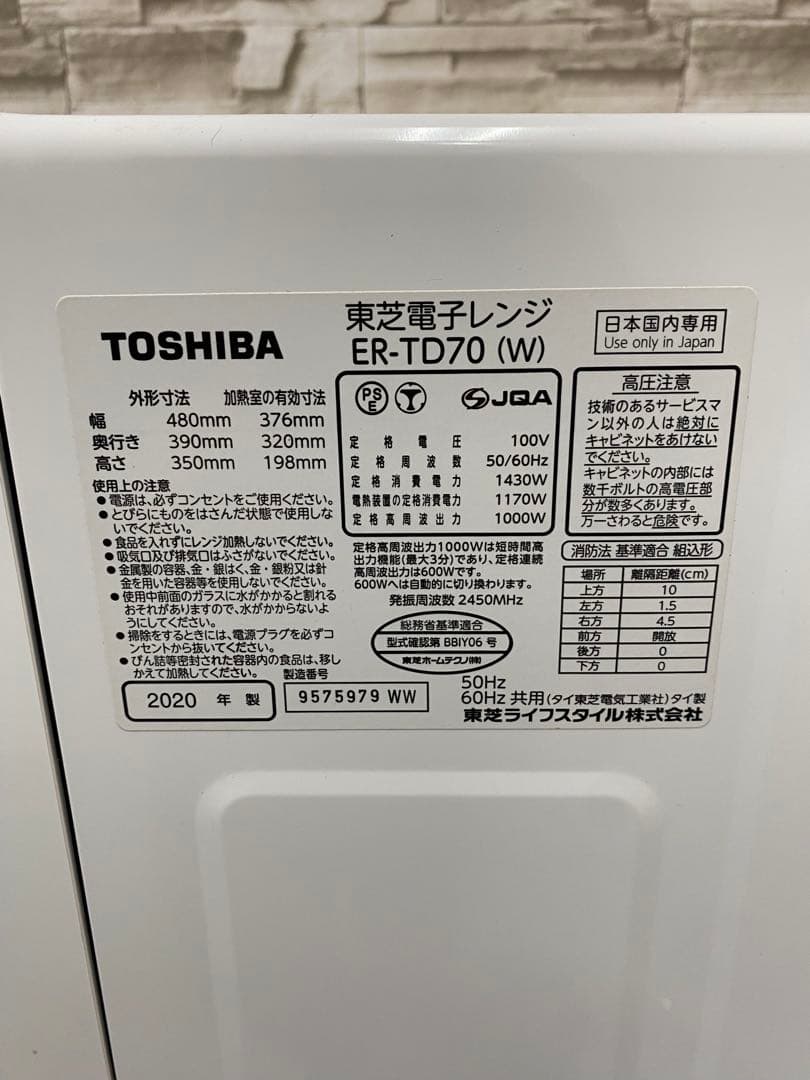 TOSHIBA
東芝電子レンジ
ER-TD70 (W)
日本国内専用
Use only in Japan
外形寸法 加熱室の有効寸法
幅 480mm 376mm
奥行き 390mm 320mm
高さ 350mm 198mm
使用上の注意
●電源は、必ずコンセントをご使用ください。
●とびらにものをはさんだ状態で使用しな
いでください。
●食品を入れずにレンジ加熱しないでください。
●吸気口及び排気口はふさがないでください。
●金属製の容器、金・銀はく、金・銀粉又は針
金を用いた容器等を使用しないでください。
●使用中前面のガラスに水がかかると割れる
おそれがありますので、水がかからないよ
うにしてください。
●掃除をするときには、電源プラグを必ずコ
ンセントから抜いてください。
●びん詰等密封された容器内の食品は、移し
かえて加熱してください。
PS
E
JQA
定格電圧 100V
定格周波数 50/60Hz
定格消費電力 1430W
電熱装置の定格消費電力 1170W
定格高周波出力 1000W
定格高周波出力1000Wは短時間高
出力機能(最大3分)であり、定格連続
高周波出力は600Wです。
600Wへは自動的に切り換わります。
発振周波数 2450MHz
総務省基準適合
型式確認第 BBIY06 号
東芝ホームテクノ(株)
高圧注意
技術のあるサービスマ
ン以外の人は絶対に
キャビネットをあけない
でください。
キャビネットの内部には
数千ボルトの高電圧部
分が数多くあります。
万一さわると危険です。
消防法 基準適合 組込形
場所 離隔距離(cm)
上方 10
左方 1.5
右方 4.5
前方 開放
後方 0
下方 0
2020 年 製
製造番号
9575979 WW
50Hz
60Hz 共用 (タイ東芝電気工業社) タイ製
東芝ライフスタイル株式会社